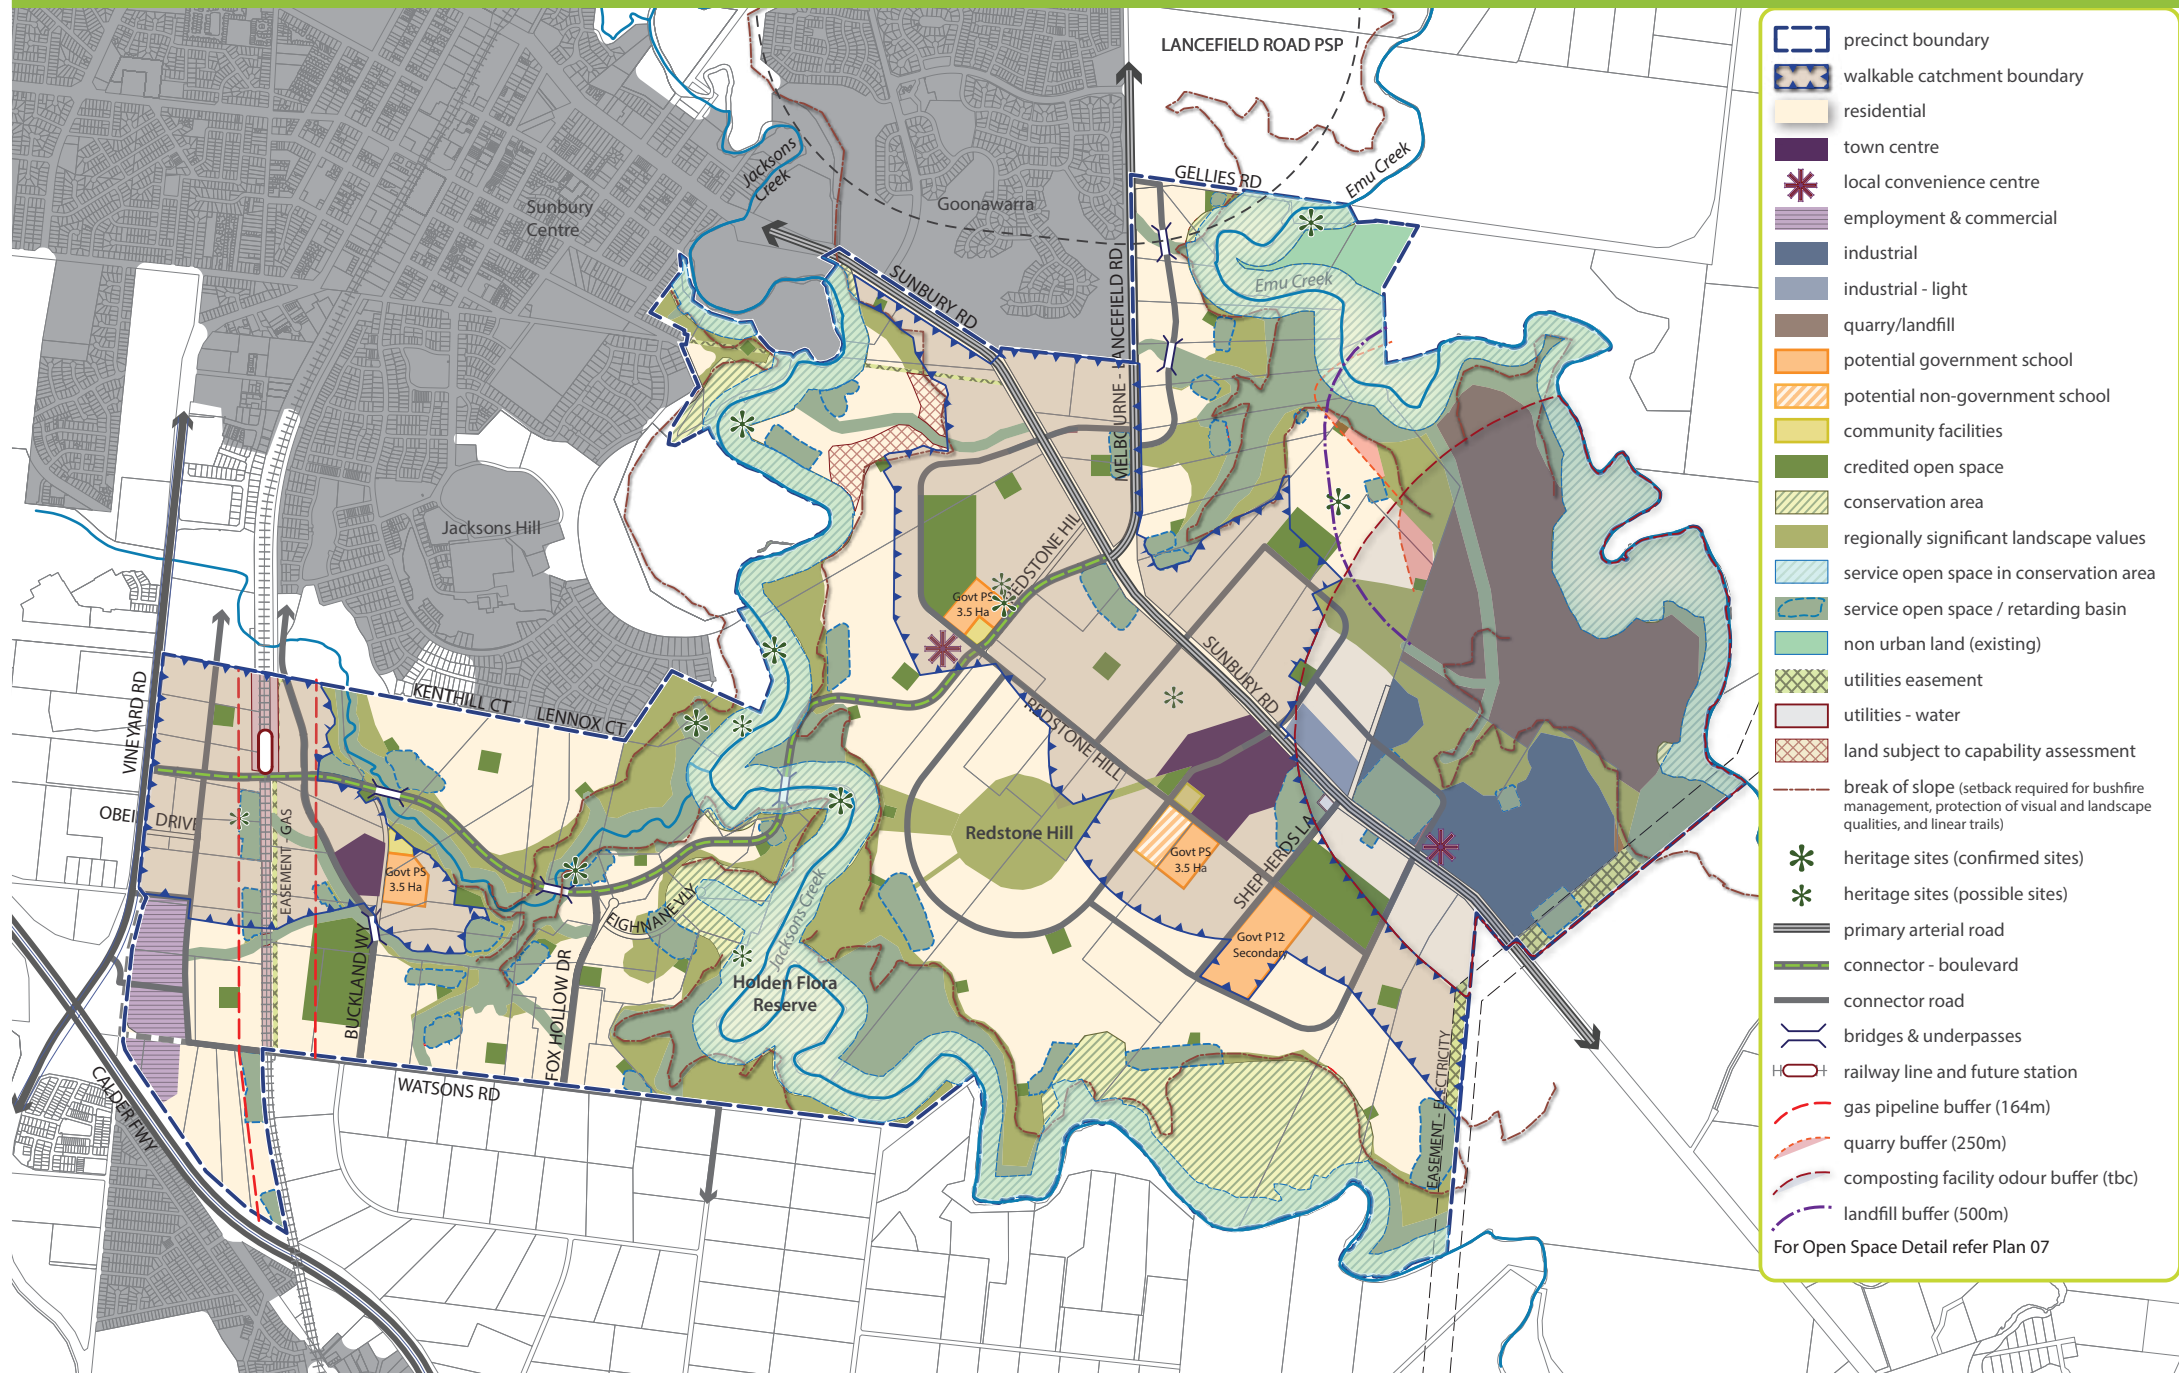 LANCEFIELD ROAD PSP
Jacksons
Creek
Emu Creek
GELLIES RD
Sunbury
Centre
Goonawarra
SUNBURY RD
MELBOURNE - LANCEFIELD RD
Emu Creek
Jacksons Hill
REDSTONE HIL
Govt PS
3.5 Ha
VINEYARD RD
KENTHILL CT
LENNOX CT
SUNBURY RD
REDSTONE HILL
OBEI
DRIVE
EASEMENT - GAS
Redstone Hill
Govt PS
3.5 Ha
Govt PS
3.5 Ha
SHEPHERDS LA
EIGHNANE VLY
Jacksons Creek
BUCKLAND WY
FOX HOLLOW DR
Holden Flora
Reserve
Govt P12
Secondary
EASEMENT - ELECTRICITY
WATSONS RD
CALDER FWY
precinct boundary
walkable catchment boundary
residential
town centre
local convenience centre
employment & commercial
industrial
industrial - light
quarry/landfill
potential government school
potential non-government school
community facilities
credited open space
conservation area
regionally significant landscape values
service open space in conservation area
service open space / retarding basin
non urban land (existing)
utilities easement
utilities - water
land subject to capability assessment
break of slope (setback required for bushfire
management, protection of visual and landscape
qualities, and linear trails)
heritage sites (confirmed sites)
heritage sites (possible sites)
primary arterial road
connector - boulevard
connector road
bridges & underpasses
railway line and future station
gas pipeline buffer (164m)
quarry buffer (250m)
composting facility odour buffer (tbc)
landfill buffer (500m)
For Open Space Detail refer Plan 07